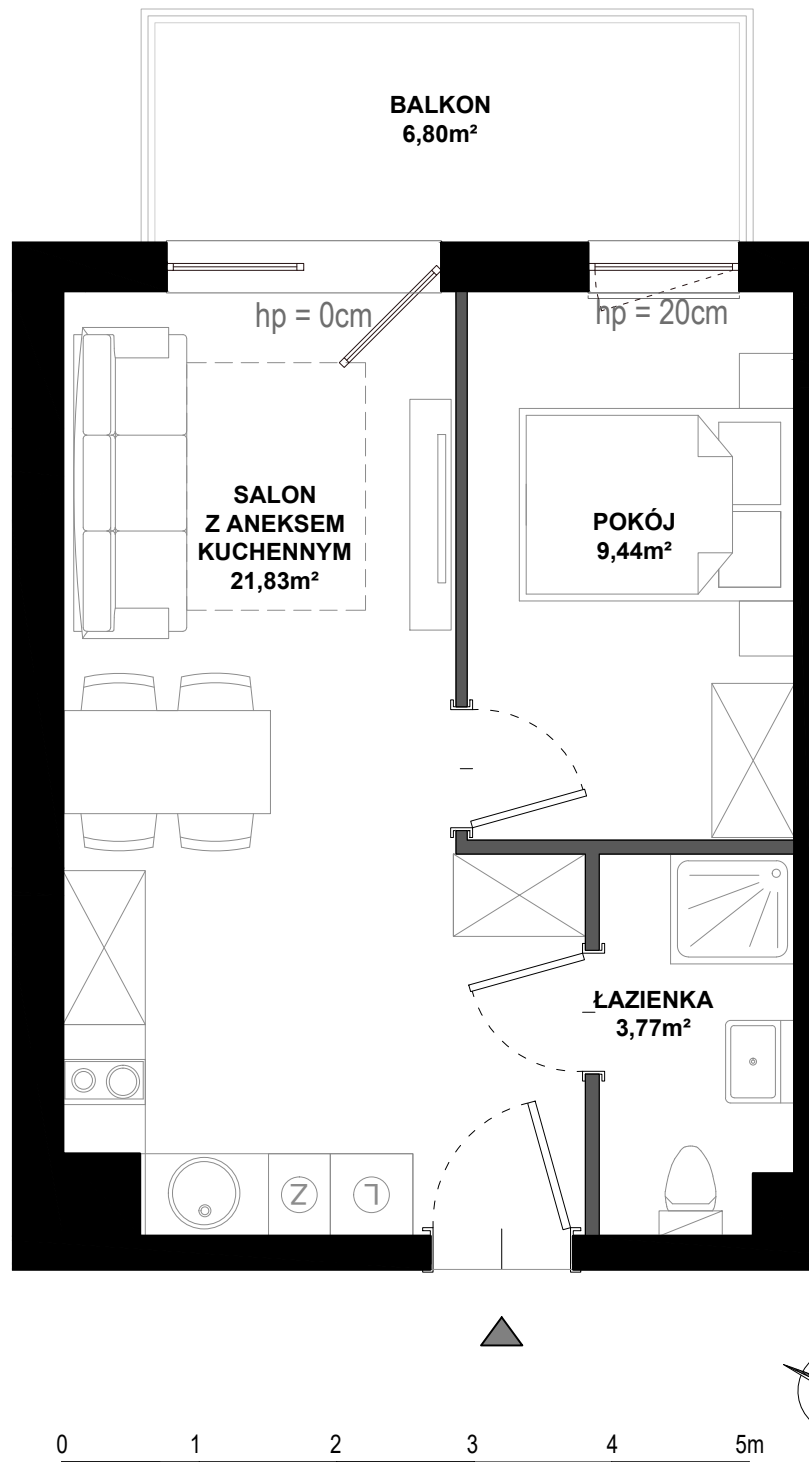 BALKON
6,80m²
hp = 0cm
hp = 20cm
SALON
Z ANEKSEM
KUCHENNYM
21,83m²
POKÓJ
9,44m²
ŁAZIENKA
3,77m²
Z
L
0 1 2 3 4 5m